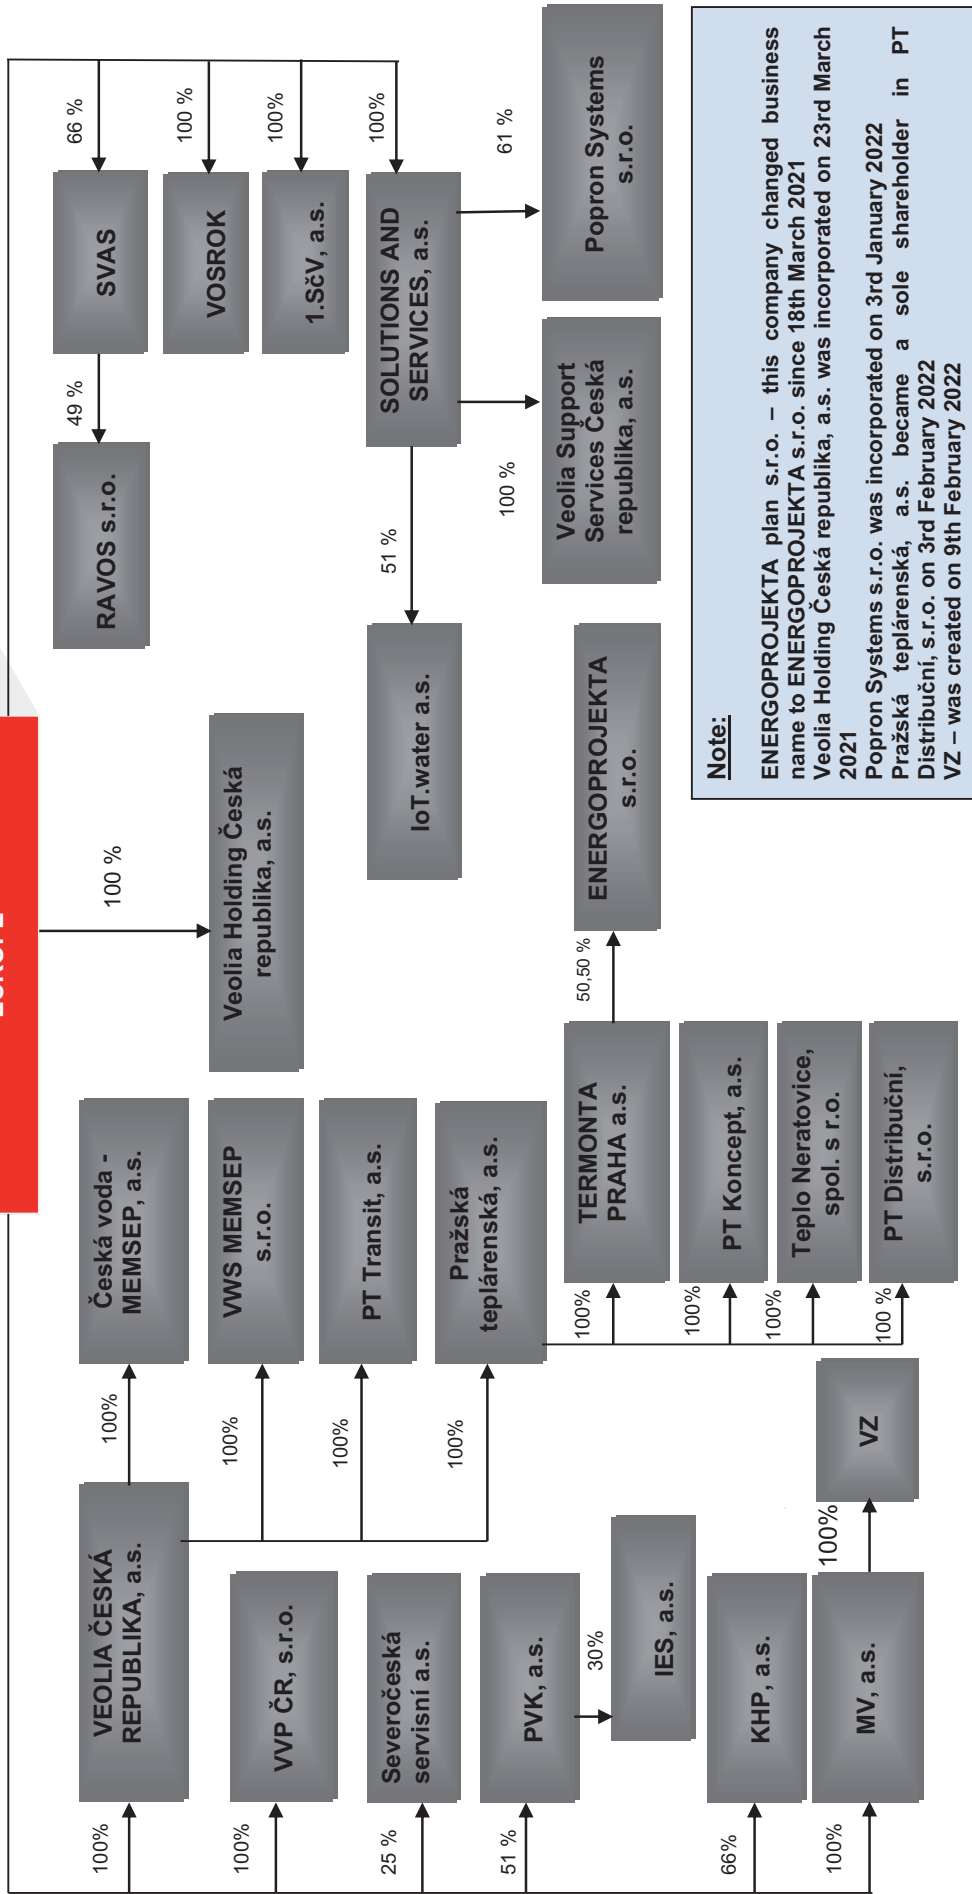 VEOLIA ČESKÁ
REPUBLIKA, a.s.
VVP ČR, s.r.o.
Severočeská
servisní a.s.
PVK, a.s.
IES, a.s.
KHP, a.s.
MV, a.s.
VZ
100%
100%
25 %
51 %
30%
66%
100%
100%
Česká voda -
MEMSEP, a.s.
VWS MEMSEP
s.r.o.
PT Transit, a.s.
Pražská
teplárenská, a.s.
100%
100%
100%
100%
TERMONTA
PRAHA a.s.
PT Koncept, a.s.
Teplo Neratovice,
spol. s r.o.
PT Distribuční,
s.r.o.
100%
100%
100%
100 %
50,50 %
ENERGOPROJEKTA
s.r.o.
100 %
Veolia Holding Česká
republika, a.s.
RAVOS s.r.o.
49 %
SVAS
66 %
VOSROK
100 %
1.SčV, a.s.
100%
SOLUTIONS AND
SERVICES, a.s.
100%
IoT.water a.s.
51 %
Veolia Support
Services Česká
republika, a.s.
100 %
Popron Systems
s.r.o.
61 %
Note:
ENERGOPROJEKTA plan s.r.o. – this company changed business
name to ENERGOPROJEKTA s.r.o. since 18th March 2021
Veolia Holding Česká republika, a.s. was incorporated on 23rd March
2021
Popron Systems s.r.o. was incorporated on 3rd January 2022
Pražská teplárenská, a.s. became a sole shareholder in PT
Distribuční, s.r.o. on 3rd February 2022
VZ – was created on 9th February 2022